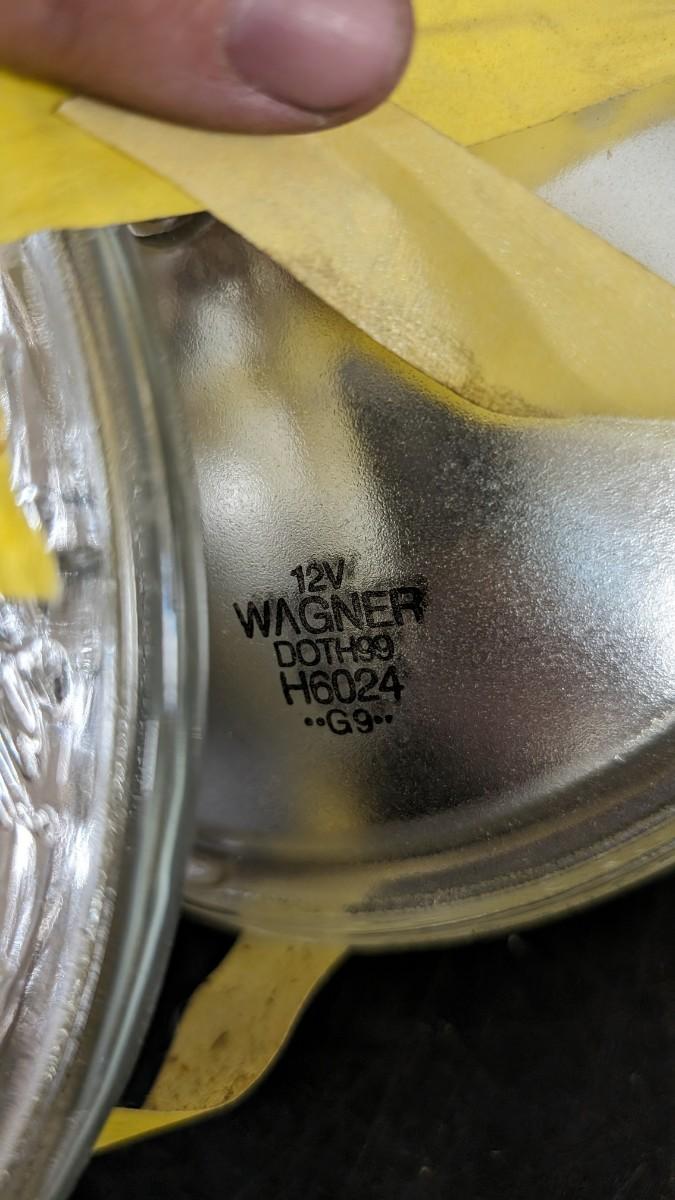 12V
WAGNER
DOTH99
H6024
••G9••